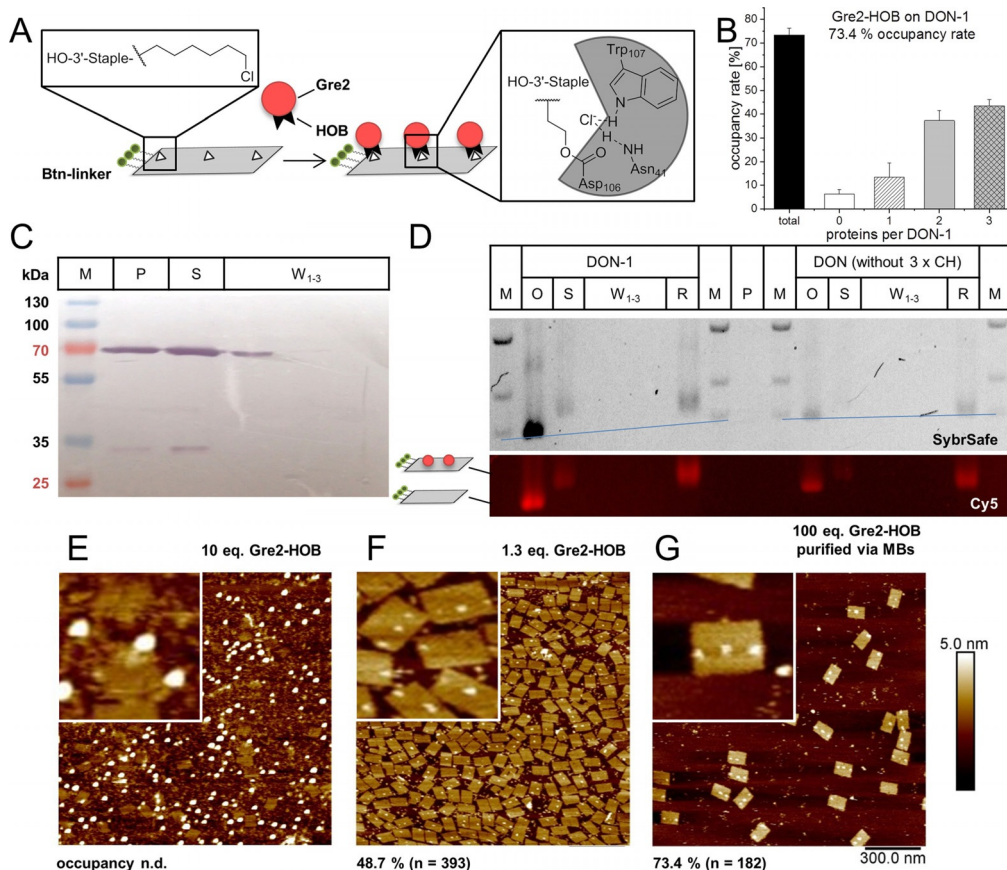 A
HO-3'-Staple-
Cl
Gre2
HOB
Btn-linker
HO-3'-Staple
Trp107
N
Cl-
H
H
O
O
NH
Asn41
Asp106
B
Gre2-HOB on DON-1
73.4 % occupancy rate
occupancy rate [%]
80
70
60
50
40
30
20
10
0
total 0 1 2 3
proteins per DON-1
C
kDa M P S W1-3
130
100
70
55
35
25
D
DON-1 DON (without 3 x CH)
M O S W1-3 R M P M O S W1-3 R M
SybrSafe
Cy5
E
10 eq. Gre2-HOB
occupancy n.d.
F
1.3 eq. Gre2-HOB
48.7 % (n = 393)
G
100 eq. Gre2-HOB
purified via MBs
73.4 % (n = 182)
300.0 nm
5.0 nm
0.0